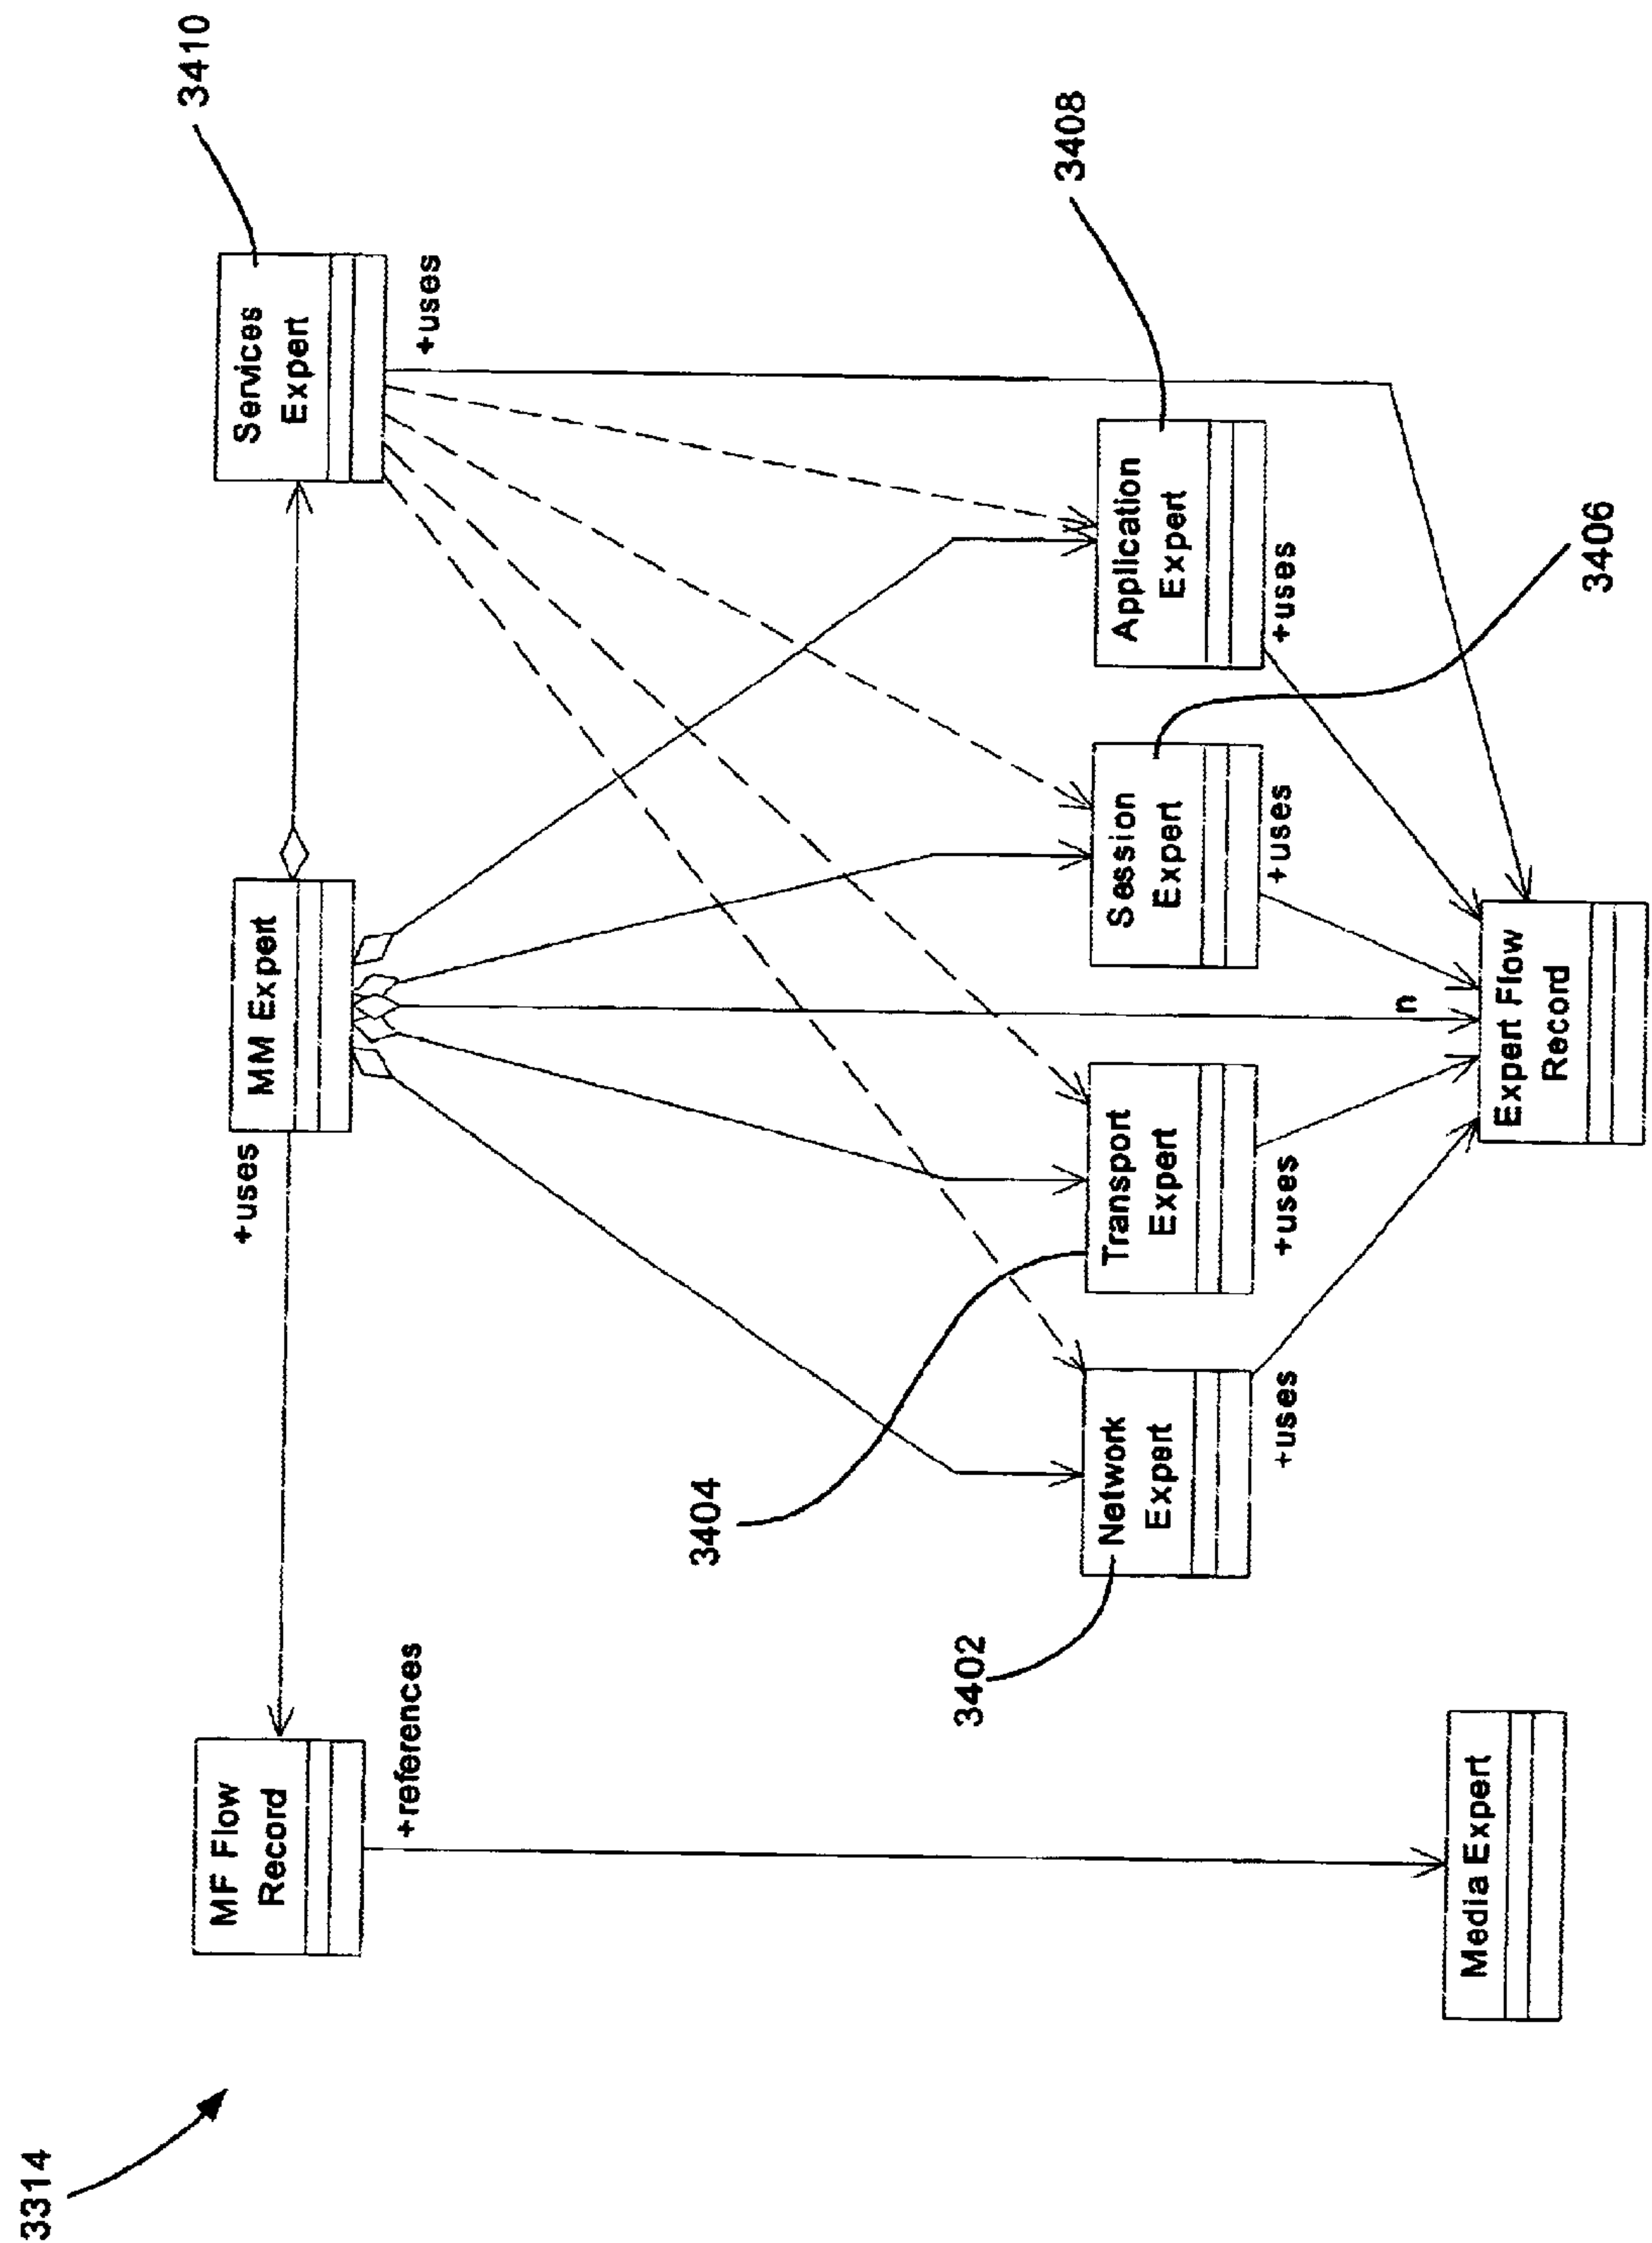 3314
MF Flow
Record
+references
+uses
MM Expert
Services
Expert
3410
+uses
3404
3402
3408
Network
Expert
Transport
Expert
Session
Expert
Application
Expert
+uses
+uses
+uses
+uses
3406
n
Media Expert
Expert Flow
Record